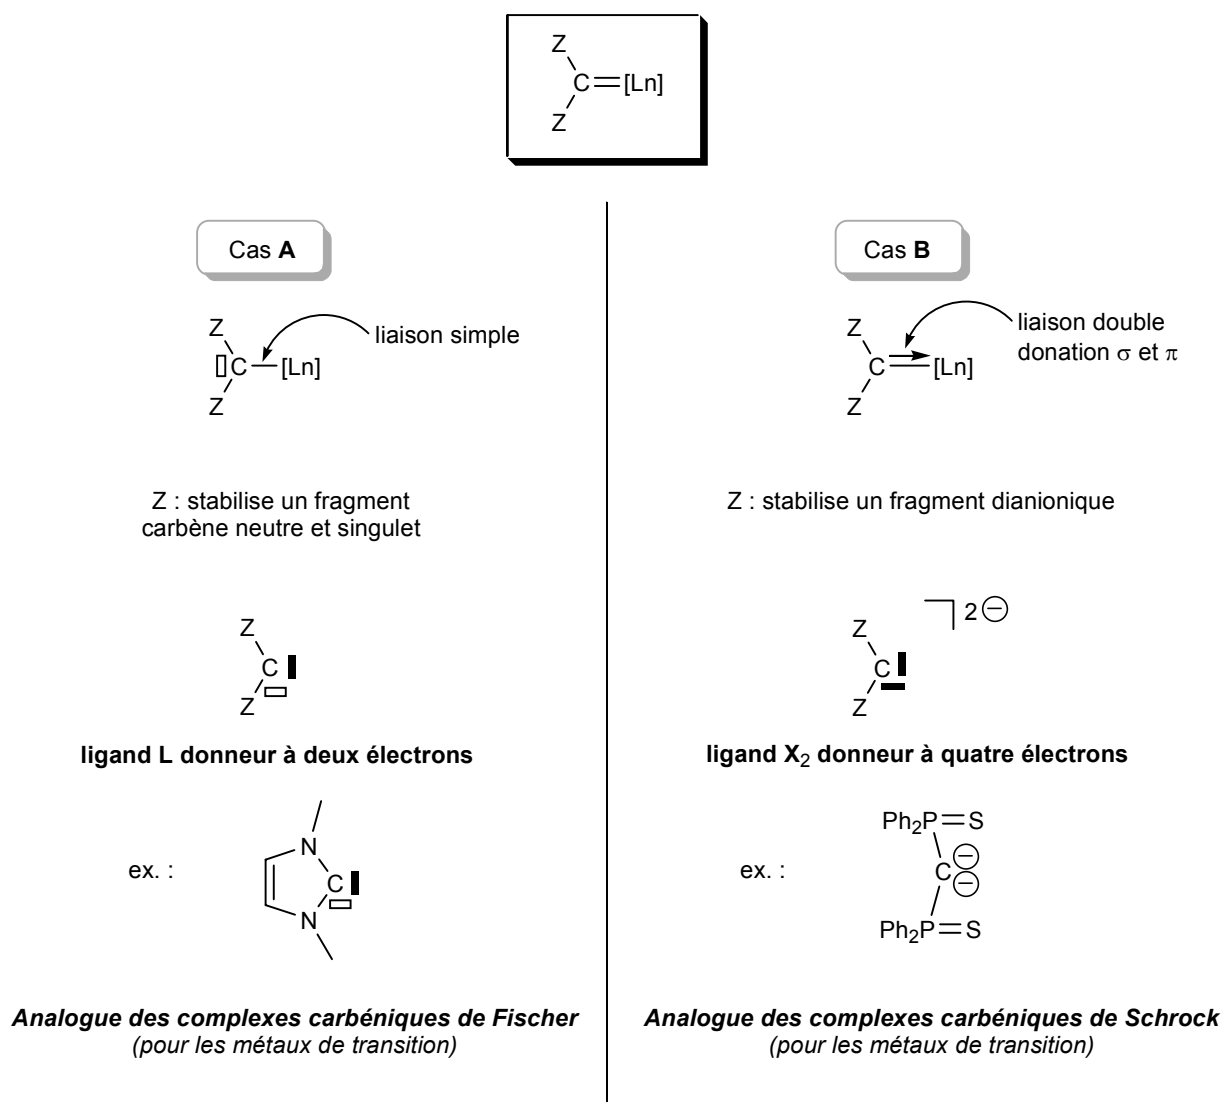 Z
C=[Ln]
Z
Cas A
Z
C—[Ln]
Z
liaison simple
Z : stabilise un fragment
carbène neutre et singulet
Z
C
Z
ligand L donneur à deux électrons
ex. :
N
C
N
Analogue des complexes carbéniques de Fischer
(pour les métaux de transition)
Cas B
Z
C=[Ln]
Z
liaison double
donation σ et π
Z : stabilise un fragment dianionique
2⊖
Z
C
Z
ligand X₂ donneur à quatre électrons
ex. :
Ph₂P=S
C⊖⊖
Ph₂P=S
Analogue des complexes carbéniques de Schrock
(pour les métaux de transition)